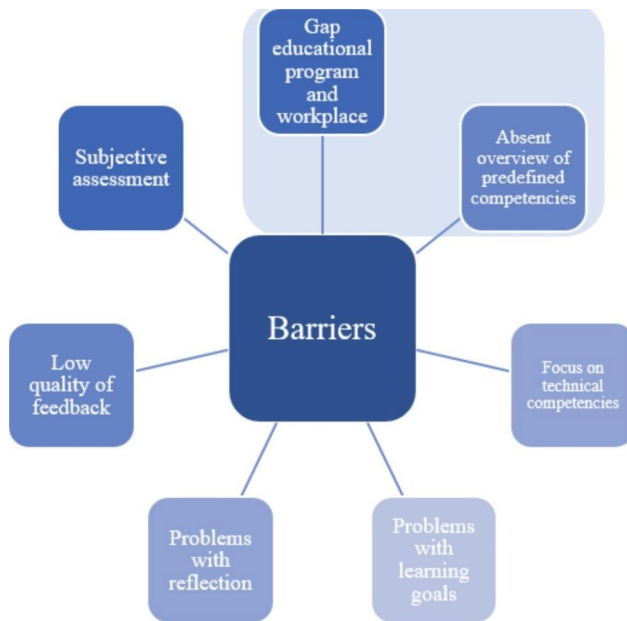 Gap
educational
program
and
workplace
Absent
overview of
predefined
competencies
Subjective
assessment
Barriers
Low
quality of
feedback
Focus on
technical
competencies
Problems
with
reflection
Problems
with
learning
goals